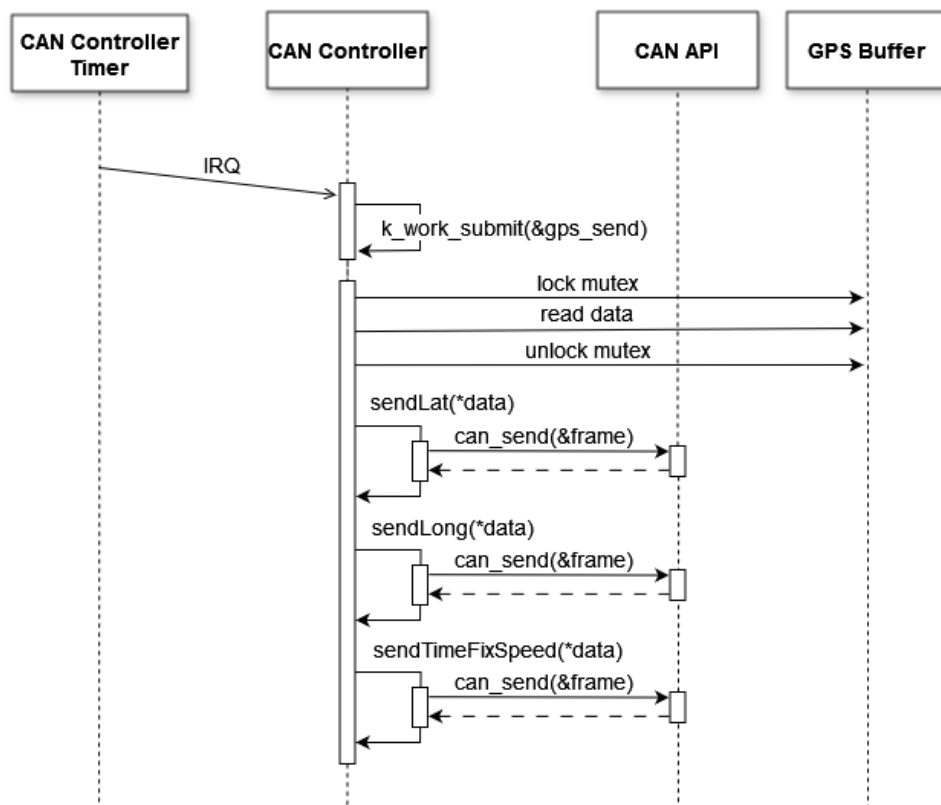 CAN Controller
Timer
CAN Controller
CAN API
GPS Buffer
IRQ
k_work_submit(&gps_send)
lock mutex
read data
unlock mutex
sendLat(*data)
can_send(&frame)
sendLong(*data)
can_send(&frame)
sendTimeFixSpeed(*data)
can_send(&frame)